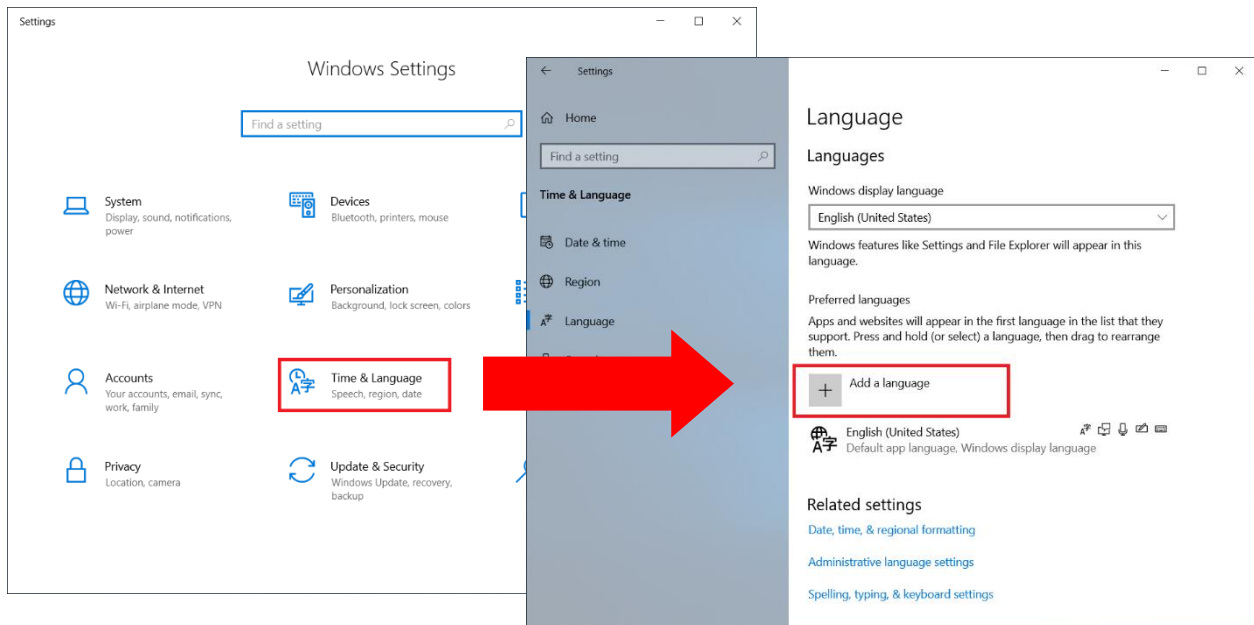 Settings
Windows Settings
Find a setting
System
Display, sound, notifications,
power
Devices
Bluetooth, printers, mouse
Network & Internet
Wi-Fi, airplane mode, VPN
Personalization
Background, lock screen, colors
Accounts
Your accounts, email, sync,
work, family
Time & Language
Speech, region, date
Privacy
Location, camera
Update & Security
Windows Update, recovery,
backup
Settings
Home
Find a setting
Time & Language
Date & time
Region
Language
Language
Languages
Windows display language
English (United States)
Windows features like Settings and File Explorer will appear in this
language.
Preferred languages
Apps and websites will appear in the first language in the list that they
support. Press and hold (or select) a language, then drag to rearrange
them.
Add a language
English (United States)
Default app language, Windows display language
Related settings
Date, time, & regional formatting
Administrative language settings
Spelling, typing, & keyboard settings